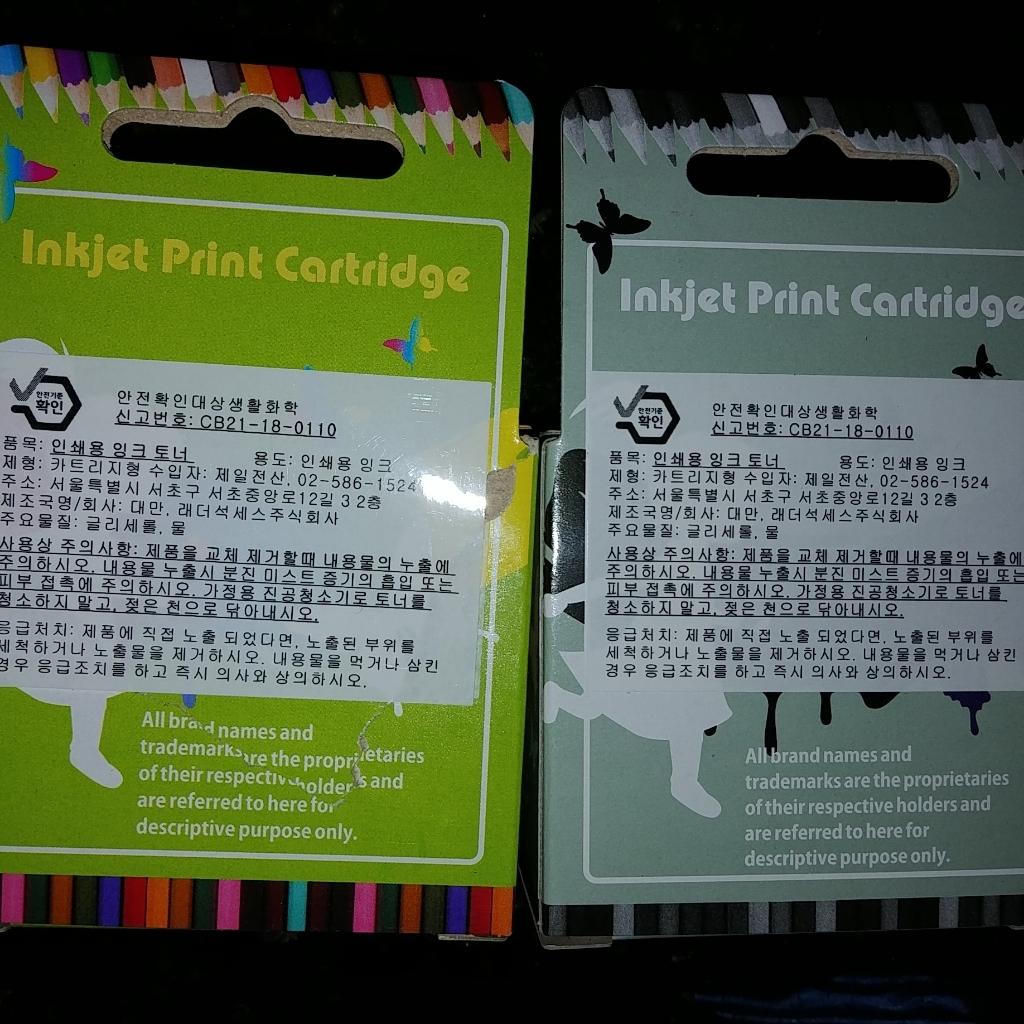 Inkjet Print Cartridge
안전기준
확인
안전확인대상생활화학
신고번호: CB21-18-0110
품목: 인쇄용 잉크 토너 용도: 인쇄용 잉크
제형: 카트리지형 수입자: 제일전산, 02-586-1524
주소: 서울특별시 서초구 서초중앙로12길 3 2층
제조국명/회사: 대만, 래더석세스주식회사
주요물질: 글리세롤, 물
사용상 주의사항: 제품을 교체 제거할때 내용물의 누출에
주의하시오. 내용물 누출시 분진 미스트 증기의 흡입 또는
피부 접촉에 주의하시오. 가정용 진공청소기로 토너를
청소하지 말고, 젖은 천으로 닦아내시오.
응급처치: 제품에 직접 노출 되었다면, 노출된 부위를
세척하거나 노출물을 제거하시오. 내용물을 먹거나 삼킨
경우 응급조치를 하고 즉시 의사와 상의하시오.
All brand names and
trademarks are the proprietaries
of their respective holders and
are referred to here for
descriptive purpose only.
Inkjet Print Cartridge
안전기준
확인
안전확인대상생활화학
신고번호: CB21-18-0110
품목: 인쇄용 잉크 토너 용도: 인쇄용 잉크
제형: 카트리지형 수입자: 제일전산, 02-586-1524
주소: 서울특별시 서초구 서초중앙로12길 3 2층
제조국명/회사: 대만, 래더석세스주식회사
주요물질: 글리세롤, 물
사용상 주의사항: 제품을 교체 제거할때 내용물의 누출에
주의하시오. 내용물 누출시 분진 미스트 증기의 흡입 또는
피부 접촉에 주의하시오. 가정용 진공청소기로 토너를
청소하지 말고, 젖은 천으로 닦아내시오.
응급처치: 제품에 직접 노출 되었다면, 노출된 부위를
세척하거나 노출물을 제거하시오. 내용물을 먹거나 삼킨
경우 응급조치를 하고 즉시 의사와 상의하시오.
All brand names and
trademarks are the proprietaries
of their respective holders and
are referred to here for
descriptive purpose only.